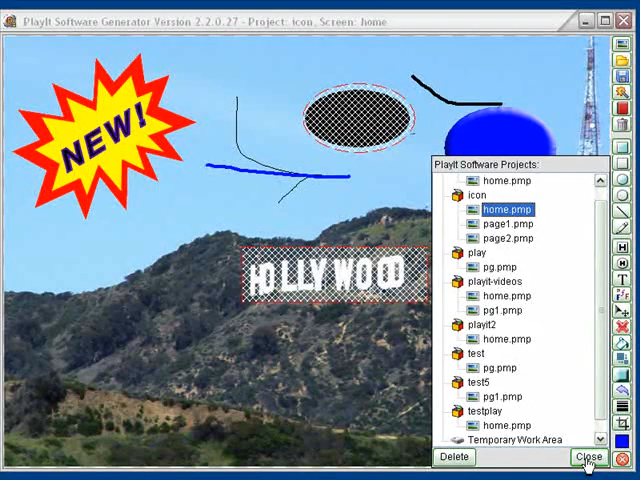 PlayIt Software Generator Version 2.2.0.27 - Project: icon, Screen: home
NEW!
HOLLYWOOD
PlayIt Software Projects:
home.pmp
icon
home.pmp
page1.pmp
page2.pmp
play
pg.pmp
playit-videos
home.pmp
pg1.pmp
playit2
home.pmp
test
pg.pmp
test5
pg1.pmp
testplay
home.pmp
Temporary Work Area
Delete
Close
H
H
T